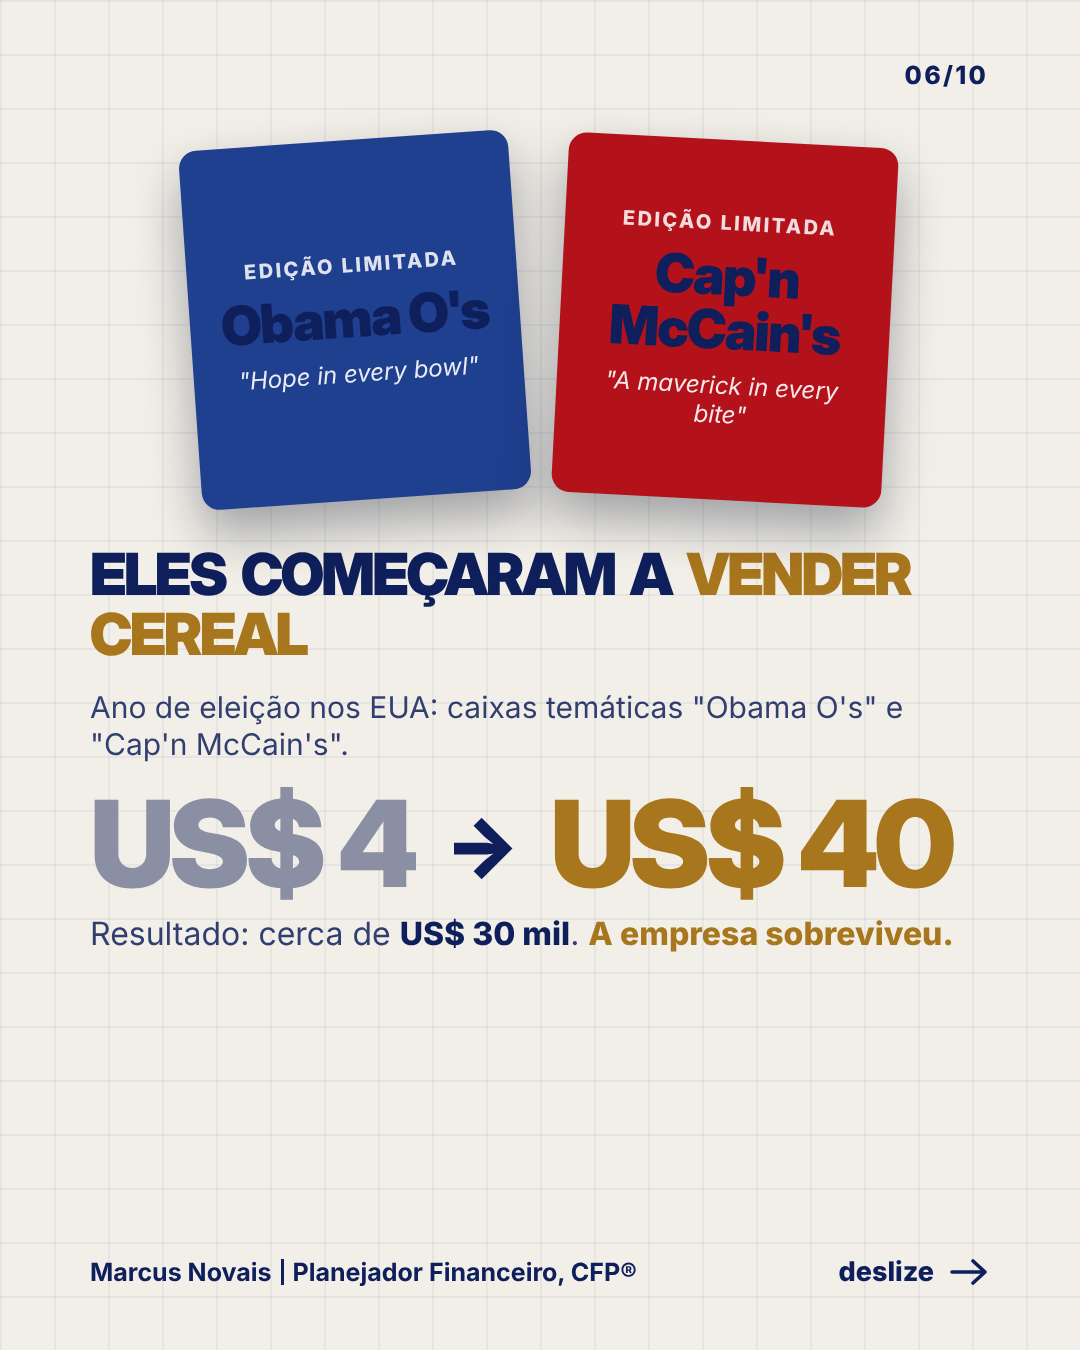 06/10
EDIÇÃO LIMITADA
Obama O's
"Hope in every bowl"
EDIÇÃO LIMITADA
Cap'n
McCain's
"A maverick in every
bite"
ELES COMEÇARAM A VENDER
CEREAL
Ano de eleição nos EUA: caixas temáticas "Obama O's" e
"Cap'n McCain's".
US$ 4 → US$ 40
Resultado: cerca de US$ 30 mil. A empresa sobreviveu.
Marcus Novais | Planejador Financeiro, CFP®
deslize →